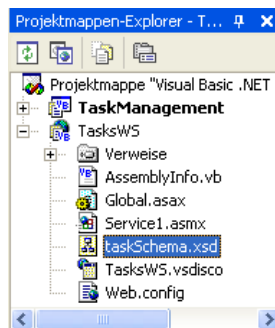 Projektmappen-Explorer - T...
Projektmappe "Visual Basic .NET
TaskManagement
TasksWS
Verweise
AssemblyInfo.vb
Global.asax
Service1.asmx
taskSchema.xsd
TasksWS.vsdisco
Web.config